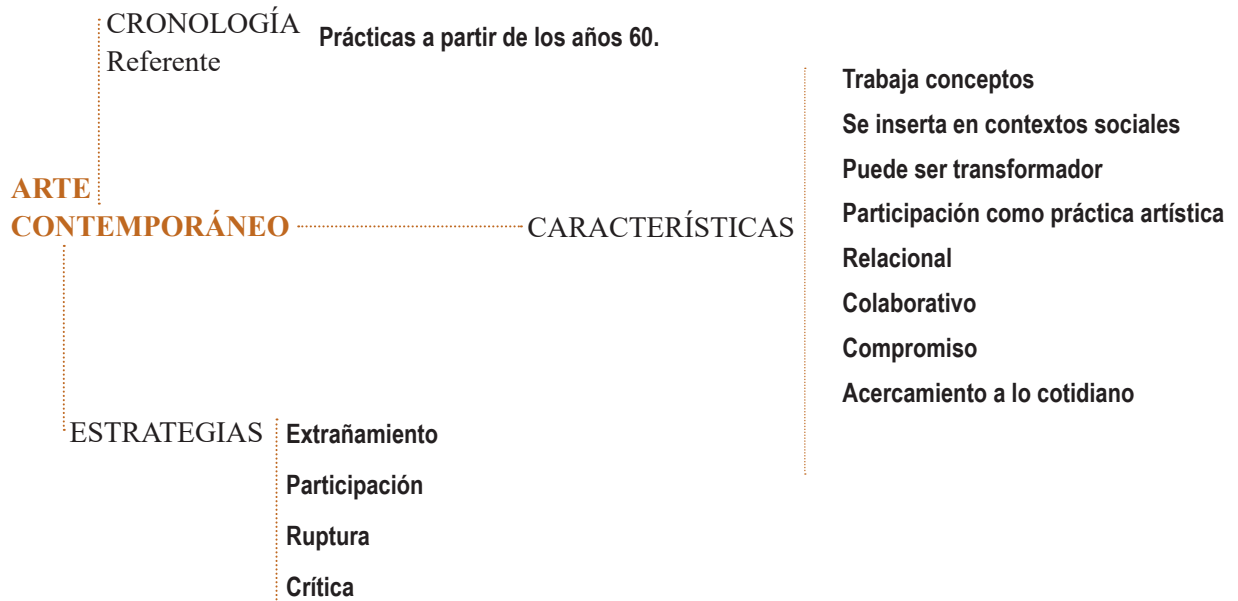 CRONOLOGÍA
Referente
Prácticas a partir de los años 60.
ARTE
CONTEMPORÁNEO
CARACTERÍSTICAS
Trabaja conceptos
Se inserta en contextos sociales
Puede ser transformador
Participación como práctica artística
Relacional
Colaborativo
Compromiso
Acercamiento a lo cotidiano
ESTRATEGIAS
Extrañamiento
Participación
Ruptura
Crítica